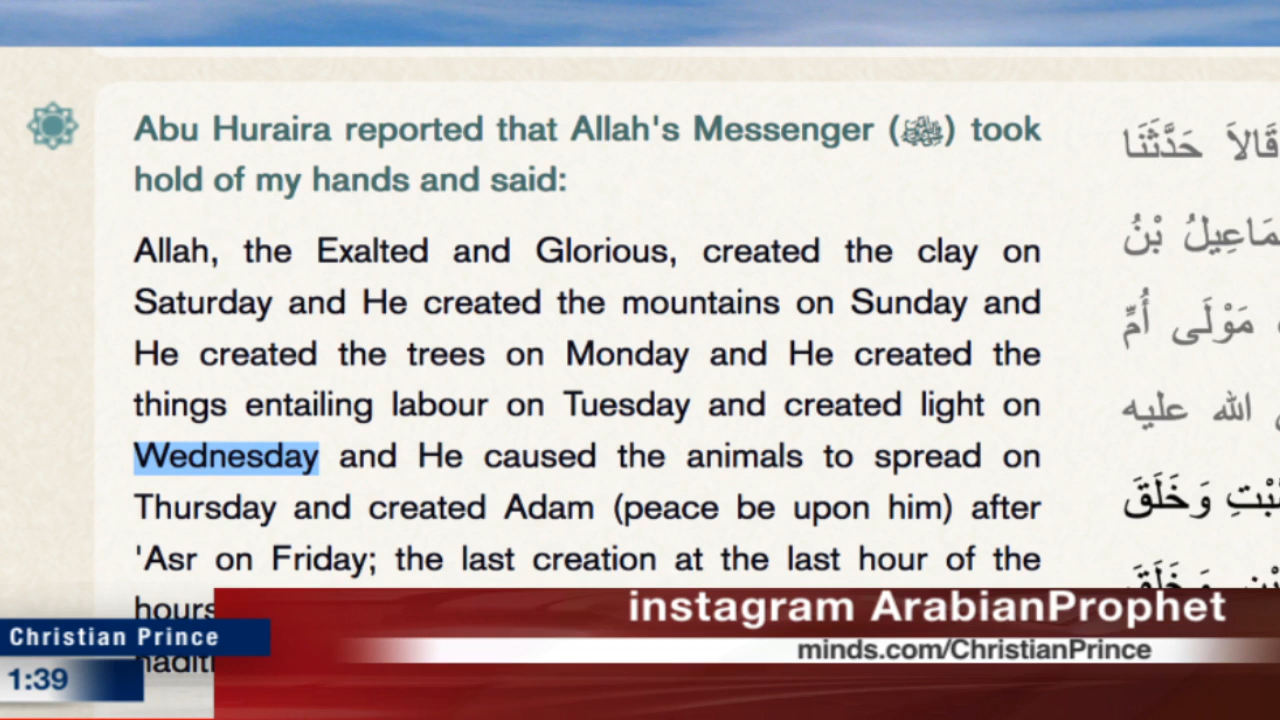 Abu Huraira reported that Allah's Messenger (ﷺ) took
hold of my hands and said:
Allah, the Exalted and Glorious, created the clay on
Saturday and He created the mountains on Sunday and
He created the trees on Monday and He created the
things entailing labour on Tuesday and created light on
Wednesday and He caused the animals to spread on
Thursday and created Adam (peace be upon him) after
'Asr on Friday; the last creation at the last hour of the
hours
قَالاَ حَدَّثَنَا
بْنُ
مَوْلَى أُمِّ
الله عليه
وَخَلَقَ
وَخَلَقَ
instagram ArabianProphet
minds.com/ChristianPrince
Christian Prince
1:39